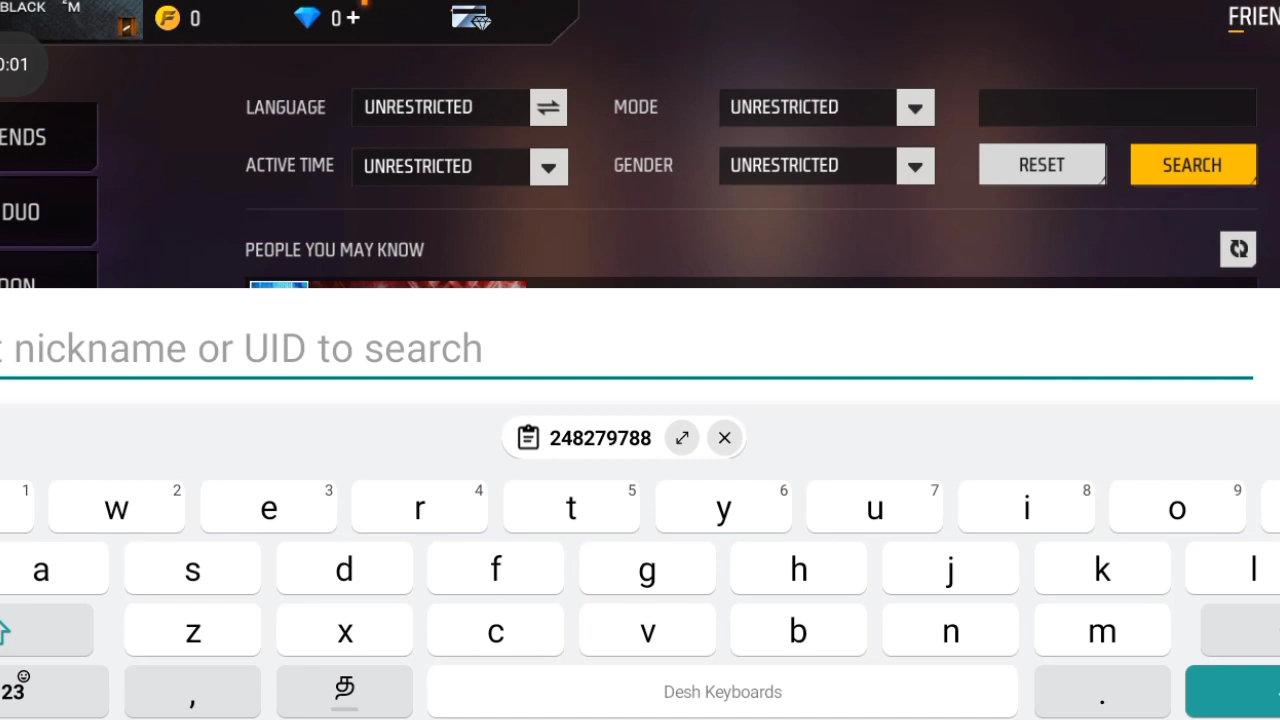 BLACK ²M
0
0 +
FRIEN
0:01
LANGUAGE UNRESTRICTED MODE UNRESTRICTED
ENDS
ACTIVE TIME UNRESTRICTED GENDER UNRESTRICTED RESET SEARCH
DUO
PEOPLE YOU MAY KNOW
nickname or UID to search
248279788
1 w 2 e 3 r 4 t 5 y 6 u 7 i 8 o 9
a s d f g h j k l
z x c v b n m
23 , த Desh Keyboards .